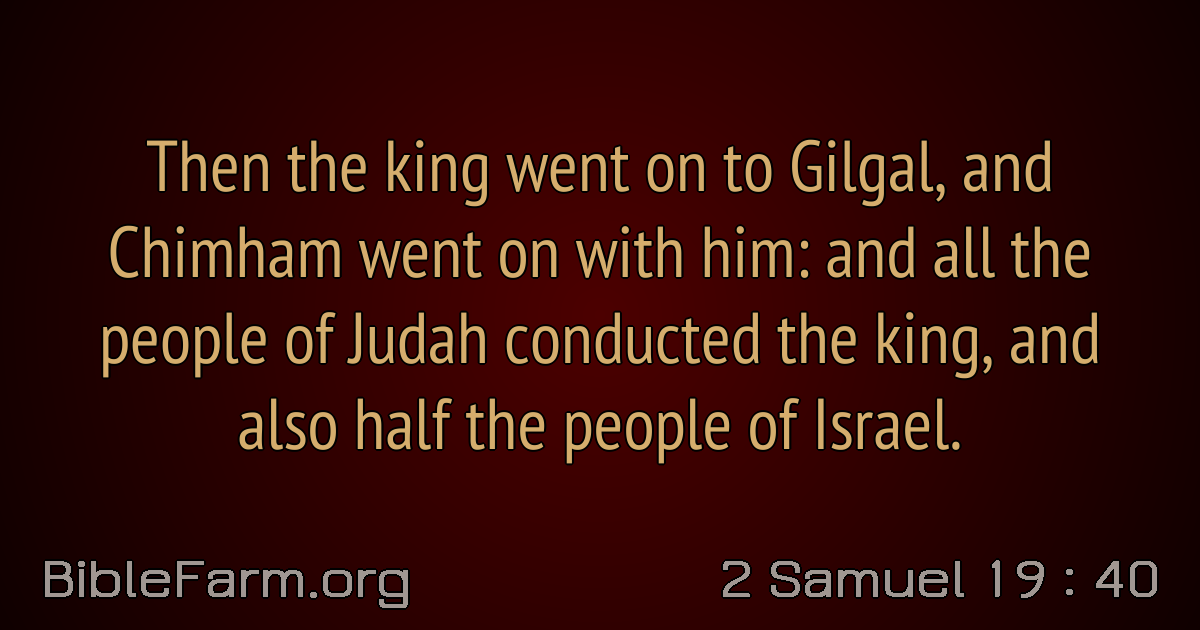 Then the king went on to Gilgal, and
Chimham went on with him: and all the
people of Judah conducted the king, and
also half the people of Israel.
BibleFarm.org
2 Samuel 19 : 40